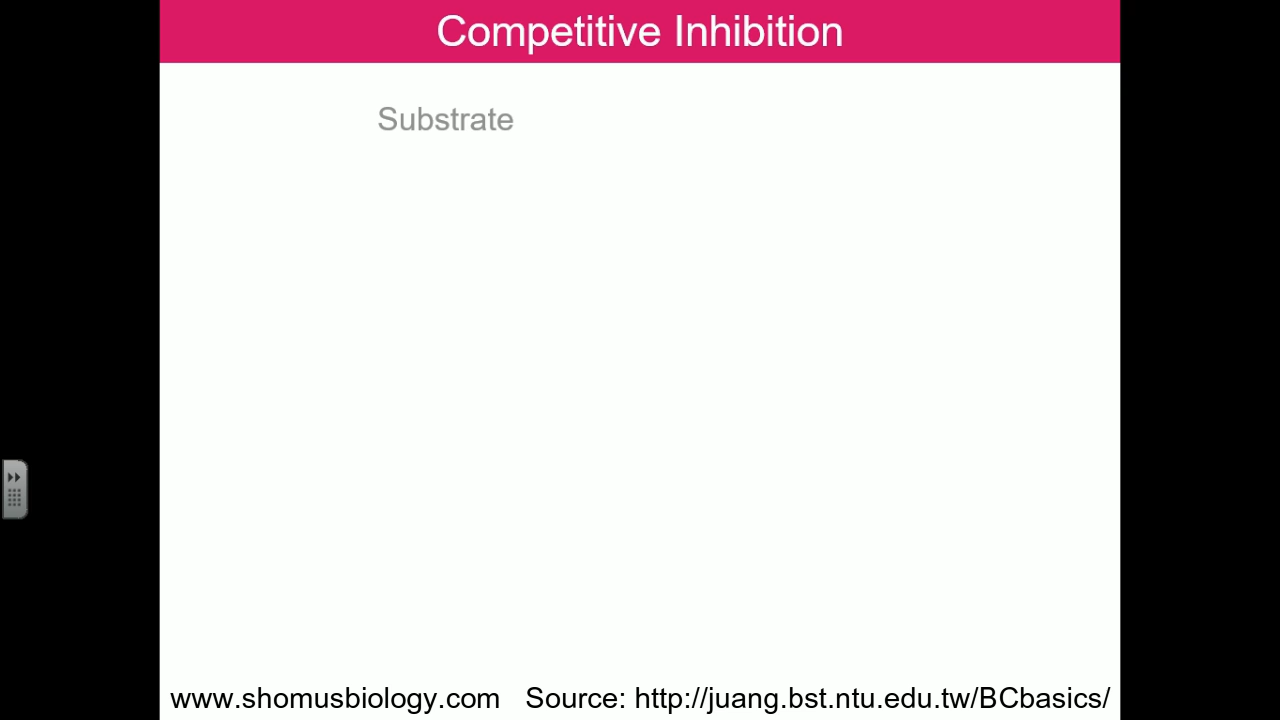 Competitive Inhibition
Substrate
www.shomusbiology.com Source: http://juang.bst.ntu.edu.tw/BCbasics/